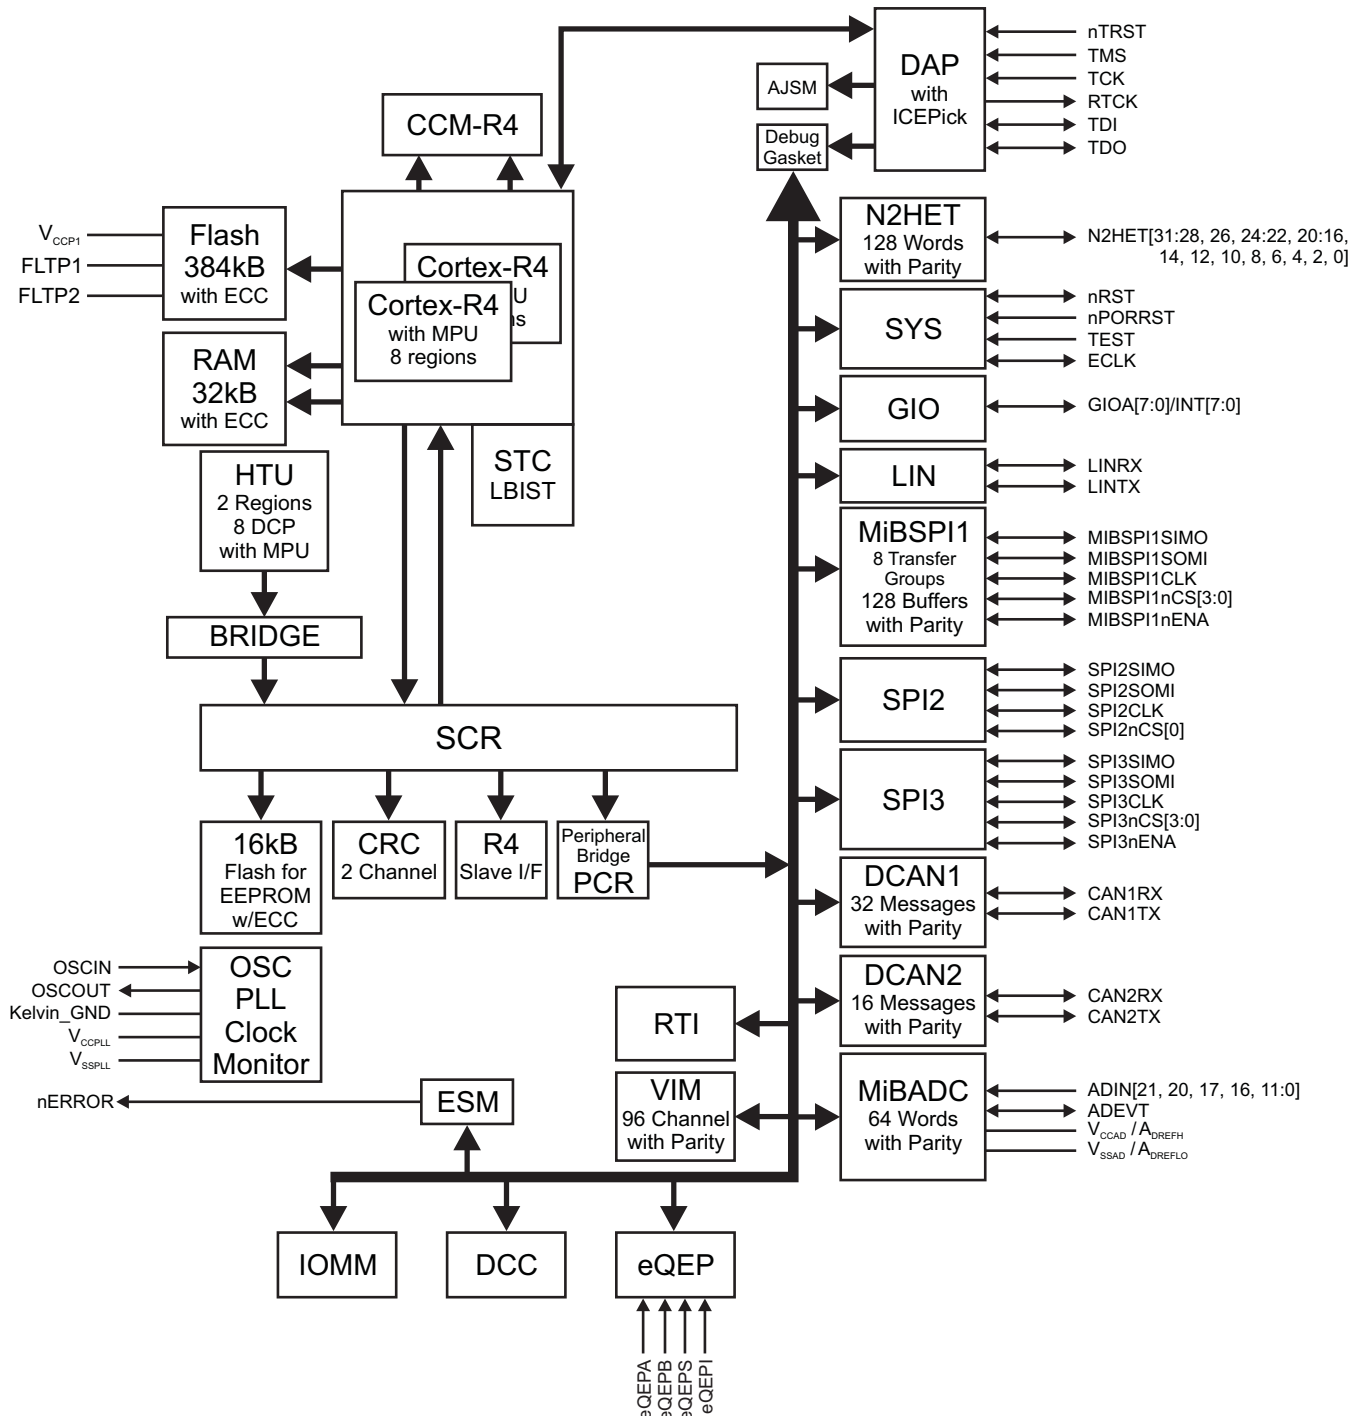 DAP
with
ICEPick
nTRST
TMS
TCK
RTCK
TDI
TDO
AJSM
Debug
Gasket
CCM-R4
V CCP1
FLTP1
FLTP2
Flash
384kB
with ECC
RAM
32kB
with ECC
Cortex-R4
U
ns
Cortex-R4
with MPU
8 regions
STC
LBIST
HTU
2 Regions
8 DCP
with MPU
BRIDGE
SCR
16kB
Flash for
EEPROM
w/ECC
CRC
2 Channel
R4
Slave I/F
Peripheral
Bridge
PCR
OSCIN
OSCOUT
Kelvin_GND
V CCPLL
V SSPLL
OSC
PLL
Clock
Monitor
nERROR
ESM
RTI
VIM
96 Channel
with Parity
IOMM
DCC
eQEP
eQEPA
eQEPB
eQEPS
eQEPI
N2HET
128 Words
with Parity
N2HET[31:28, 26, 24:22, 20:16,
14, 12, 10, 8, 6, 4, 2, 0]
SYS
nRST
nPORRST
TEST
ECLK
GIO
GIOA[7:0]/INT[7:0]
LIN
LINRX
LINTX
MiBSPI1
8 Transfer
Groups
128 Buffers
with Parity
MIBSPI1SIMO
MIBSPI1SOMI
MIBSPI1CLK
MIBSPI1nCS[3:0]
MIBSPI1nENA
SPI2
SPI2SIMO
SPI2SOMI
SPI2CLK
SPI2nCS[0]
SPI3
SPI3SIMO
SPI3SOMI
SPI3CLK
SPI3nCS[3:0]
SPI3nENA
DCAN1
32 Messages
with Parity
CAN1RX
CAN1TX
DCAN2
16 Messages
with Parity
CAN2RX
CAN2TX
MiBADC
64 Words
with Parity
ADIN[21, 20, 17, 16, 11:0]
ADEVT
V CCAD / A DREFH
V SSAD / A DREFLO